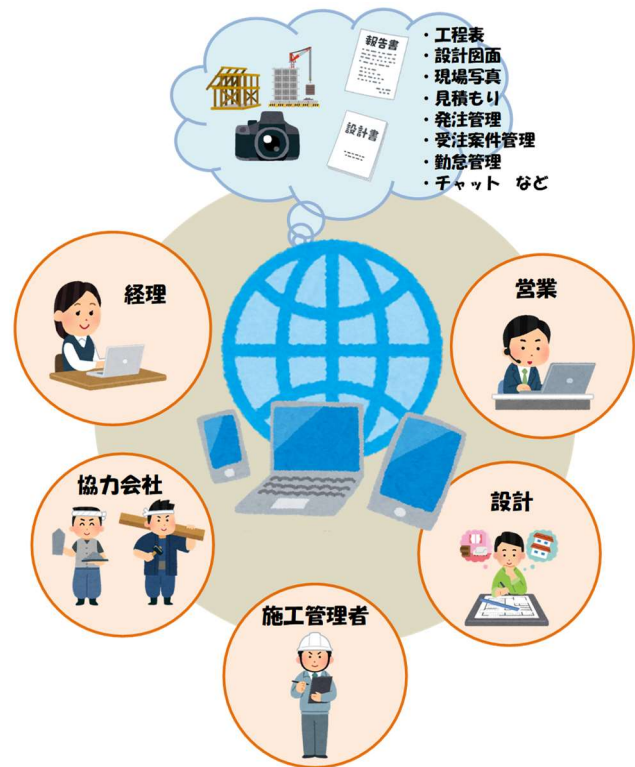 報告書
設計書
・工程表
・設計図面
・現場写真
・見積もり
・発注管理
・受注案件管理
・勤怠管理
・チャット など
経理
営業
協力会社
設計
施工管理者